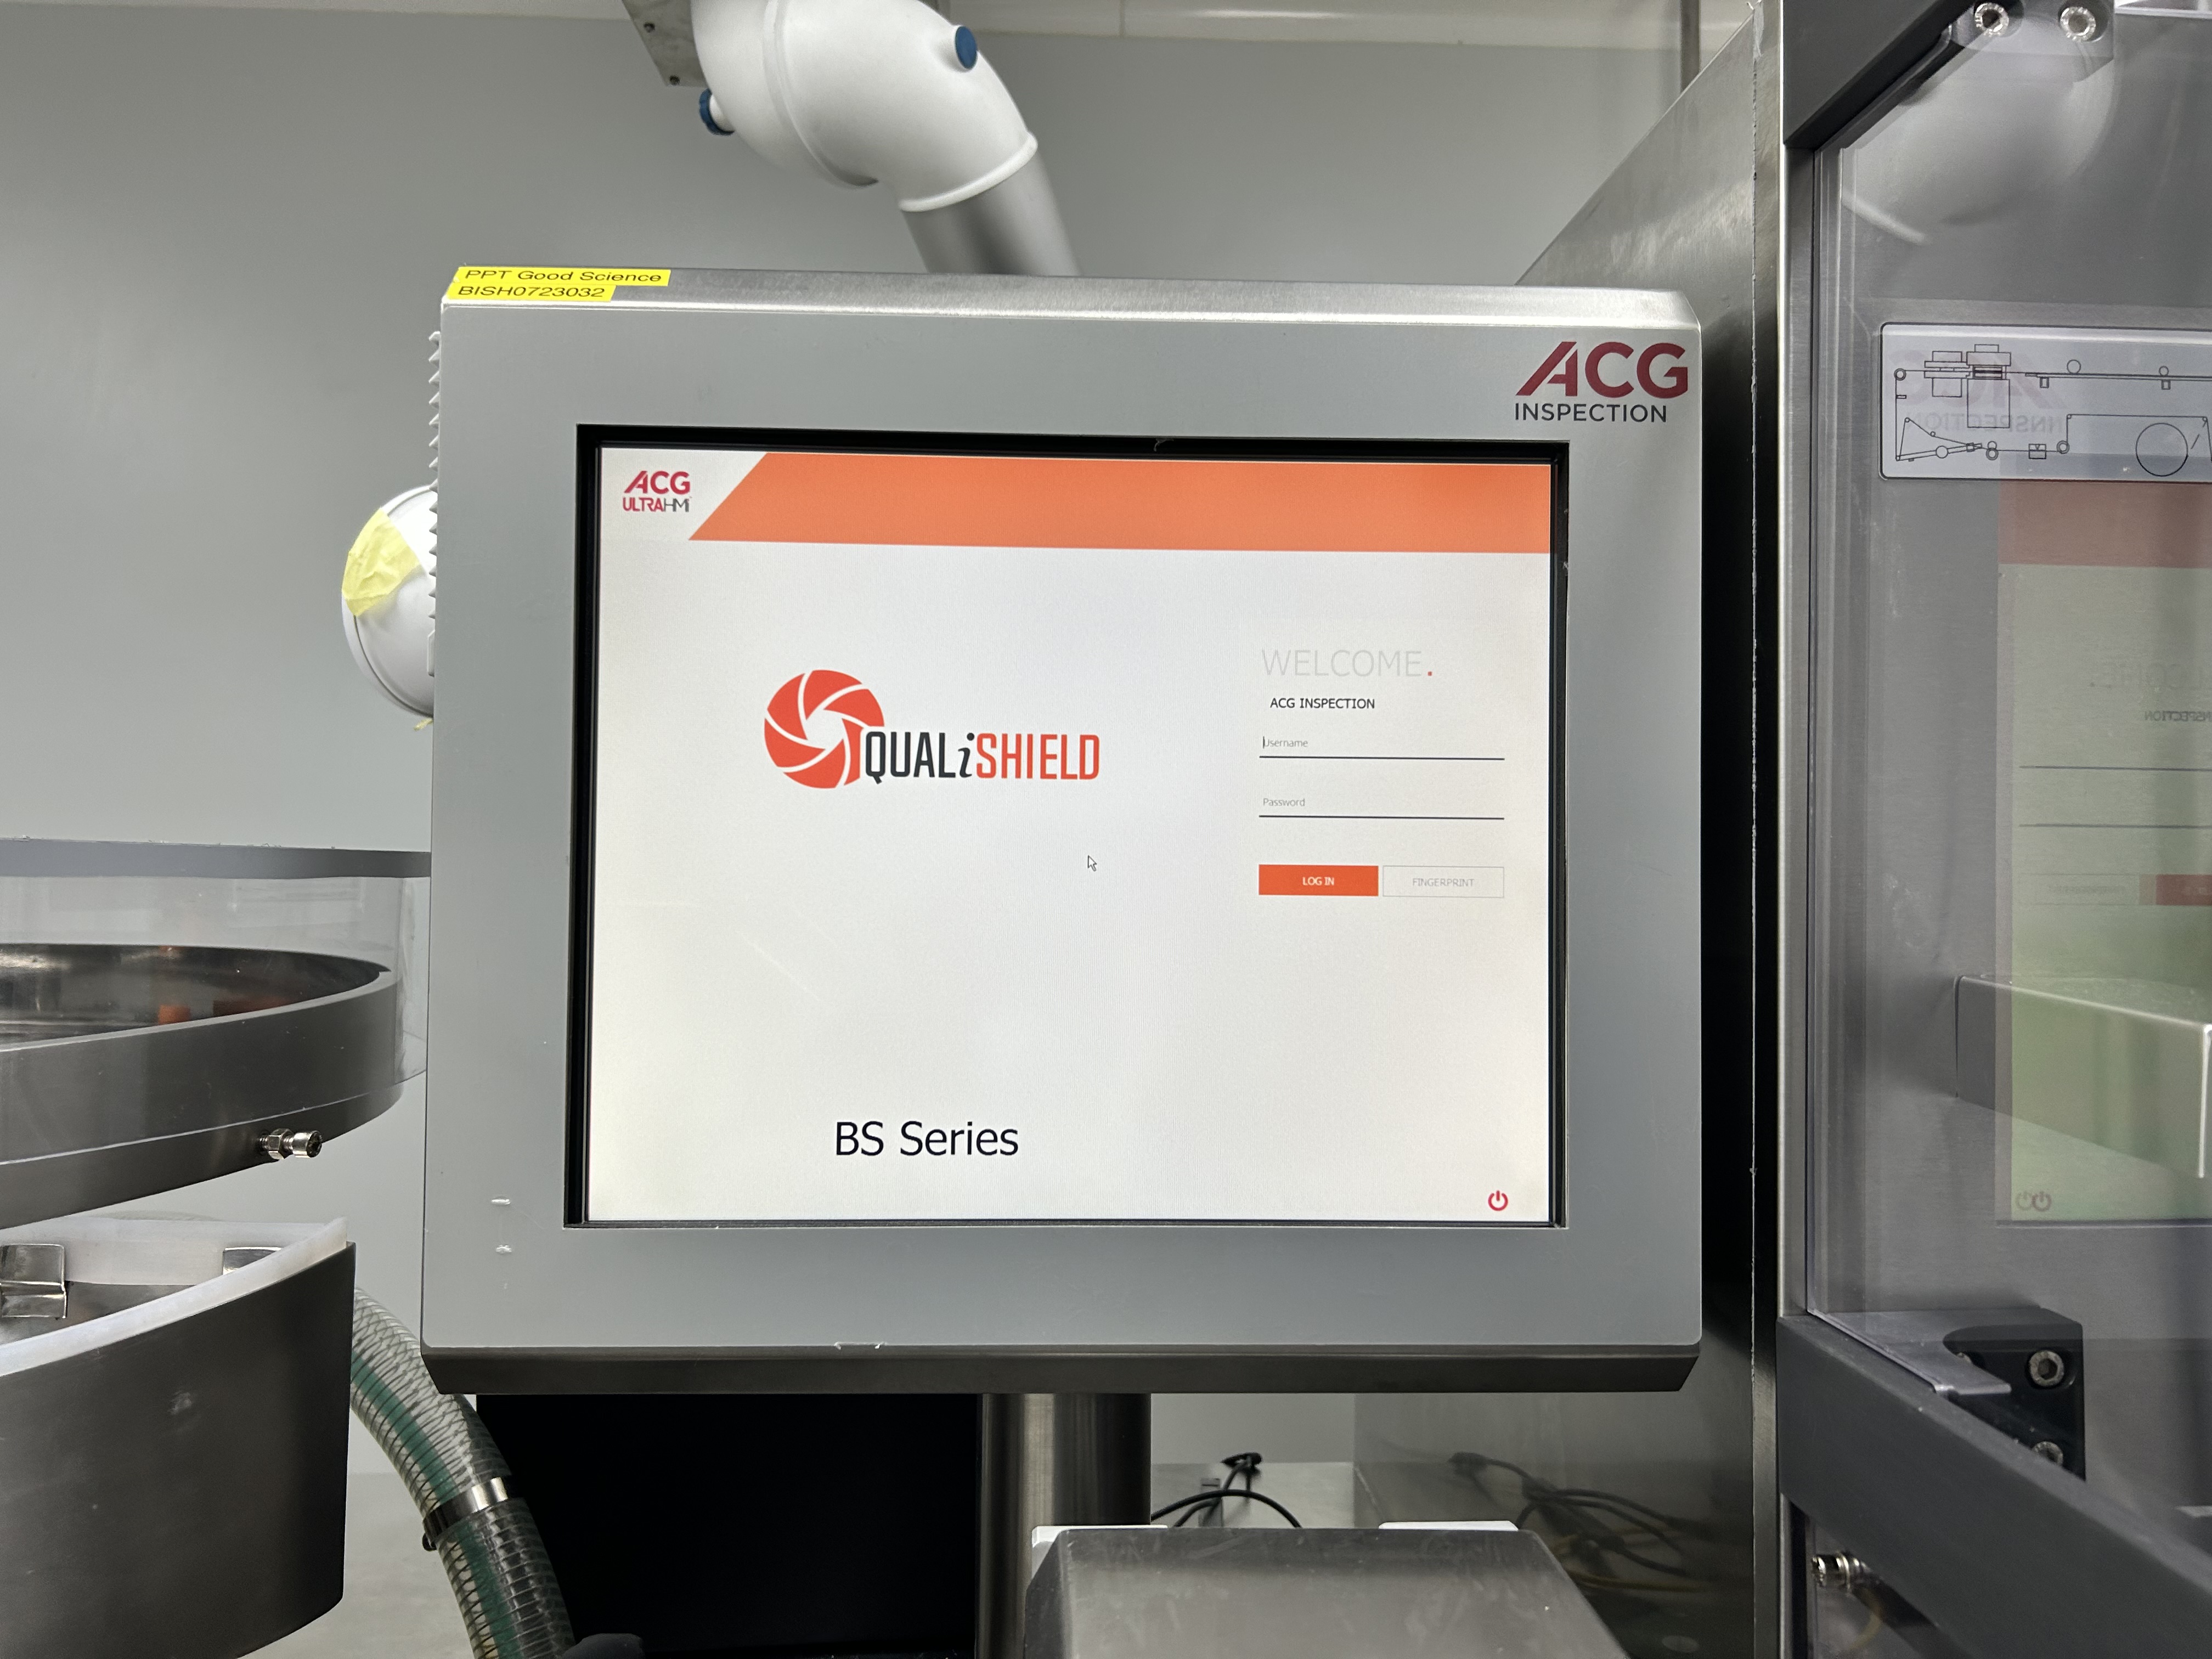 PPT Good Science
BISH0723032
ACG
INSPECTION
ACG
ULTRAHMI
WELCOME.
ACG INSPECTION
Username
Password
LOG IN
FINGERPRINT
QUALiSHIELD
BS Series